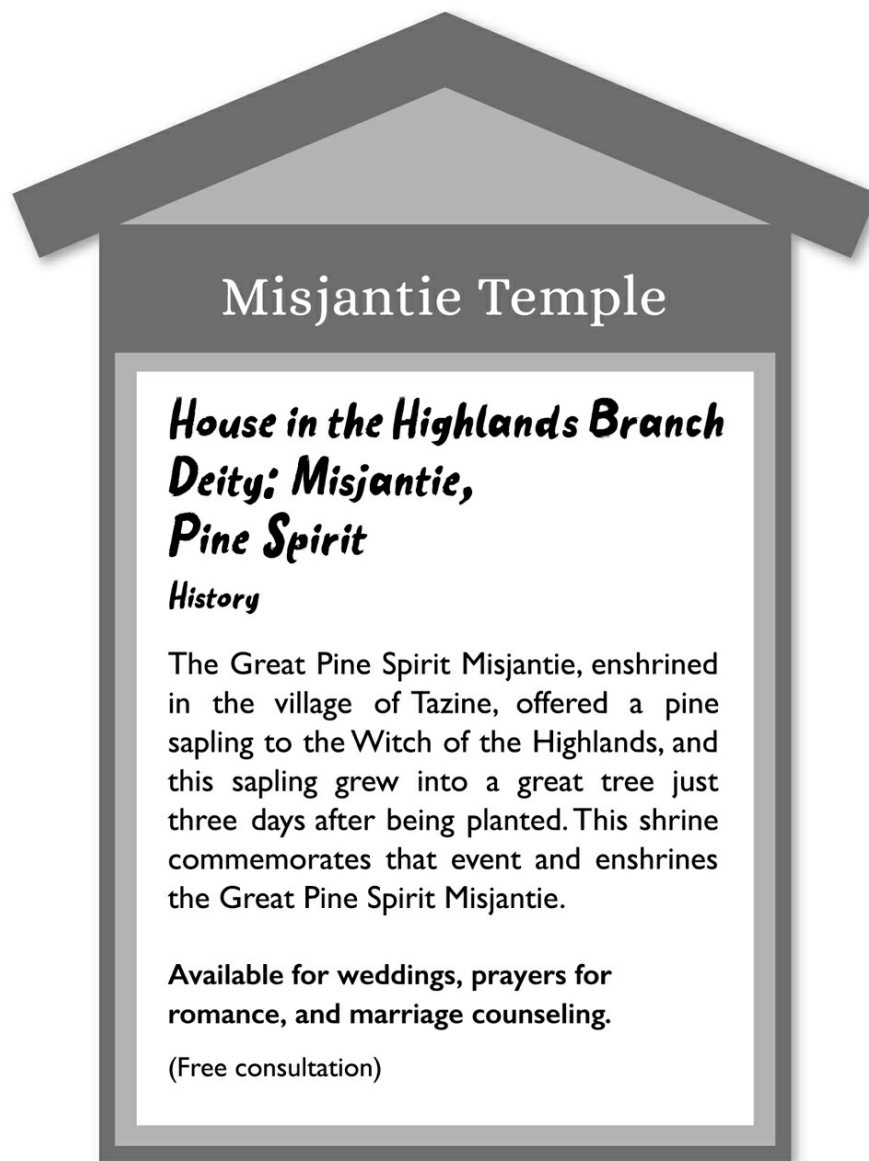 Misjantie Temple
House in the Highlands Branch
Deity: Misjantie,
Pine Spirit
History
The Great Pine Spirit Misjantie, enshrined
in the village of Tazine, offered a pine
sapling to the Witch of the Highlands, and
this sapling grew into a great tree just
three days after being planted. This shrine
commemorates that event and enshrines
the Great Pine Spirit Misjantie.
Available for weddings, prayers for
romance, and marriage counseling.
(Free consultation)